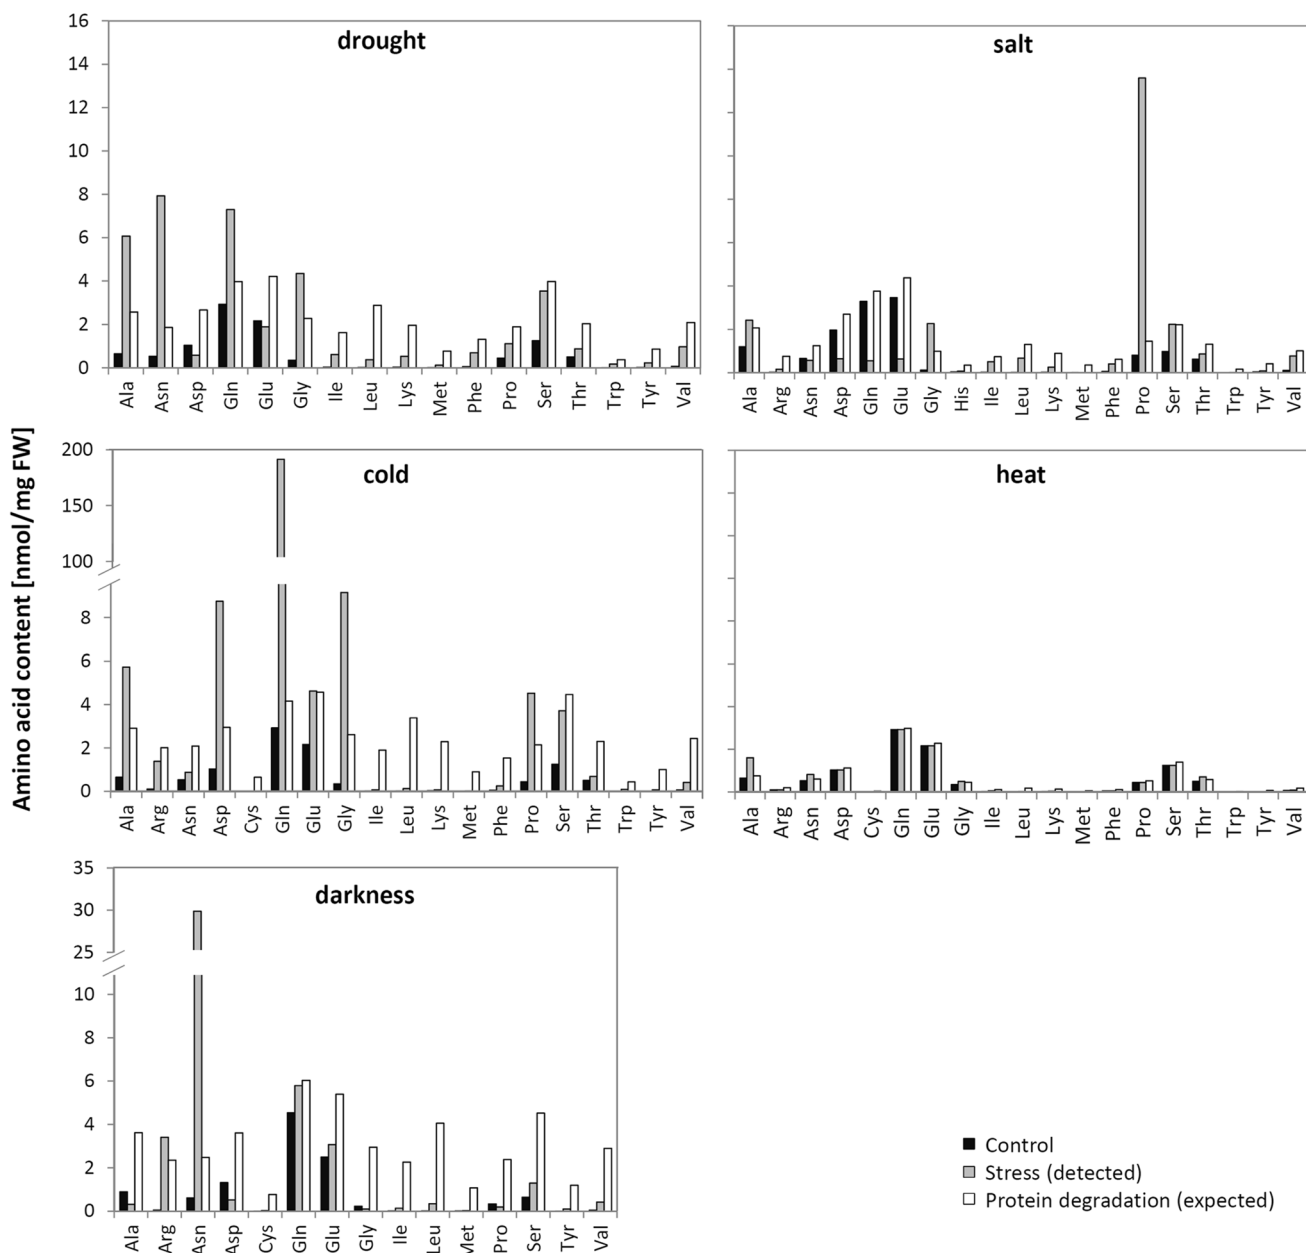 Amino acid content [nmol/mg FW]
drought
16
14
12
10
8
6
4
2
0
Ala Asn Asp Gln Glu Gly Ile Leu Lys Met Phe Pro Ser Thr Trp Tyr Val
salt
Ala Arg Asn Asp Gln Glu Gly His Ile Leu Lys Met Phe Pro Ser Thr Trp Tyr Val
cold
200
150
100
8
6
4
2
0
Ala Arg Asn Asp Cys Gln Glu Gly Ile Leu Lys Met Phe Pro Ser Thr Trp Tyr Val
heat
Ala Arg Asn Asp Cys Gln Glu Gly Ile Leu Lys Met Phe Pro Ser Thr Trp Tyr Val
darkness
35
30
25
10
8
6
4
2
0
Ala Arg Asn Asp Cys Gln Glu Gly Ile Leu Met Pro Ser Tyr Val
Control
Stress (detected)
Protein degradation (expected)